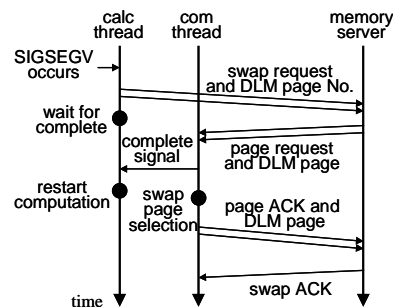 calc
thread
com
thread
memory
server
SIGSEGV
occurs
swap request
and DLM page No.
wait for
complete
complete
signal
page request
and DLM page
restart
computation
swap
page
selection
page ACK and
DLM page
swap ACK
time